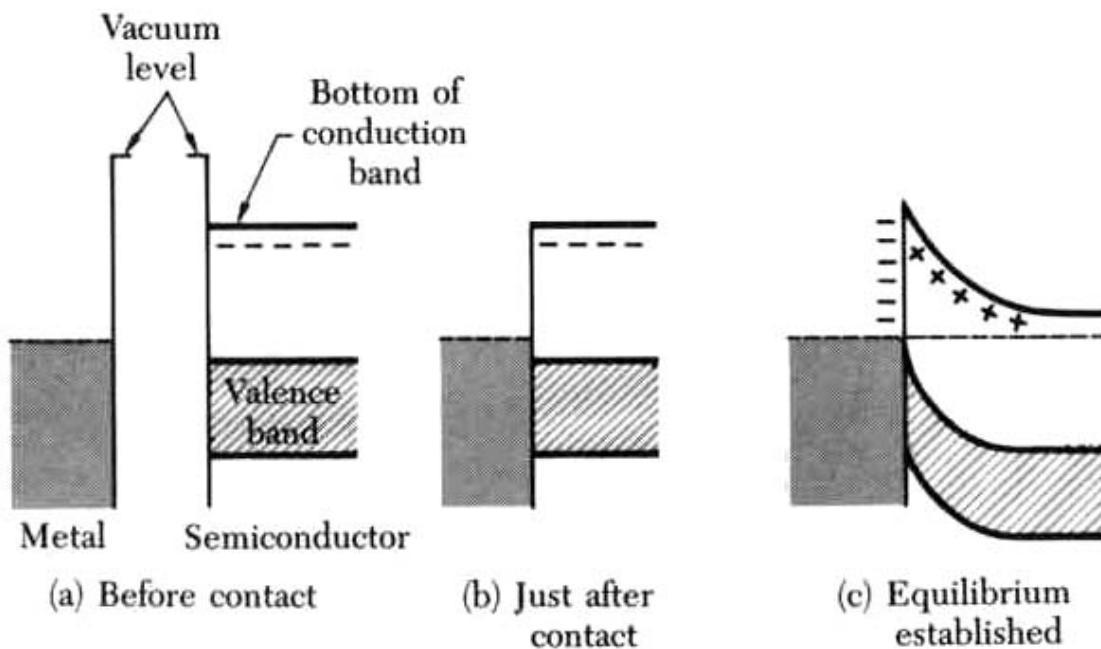 Vacuum
level
Bottom of
conduction
band
Valence
band
Metal
Semiconductor
(a) Before contact
(b) Just after
contact
(c) Equilibrium
established